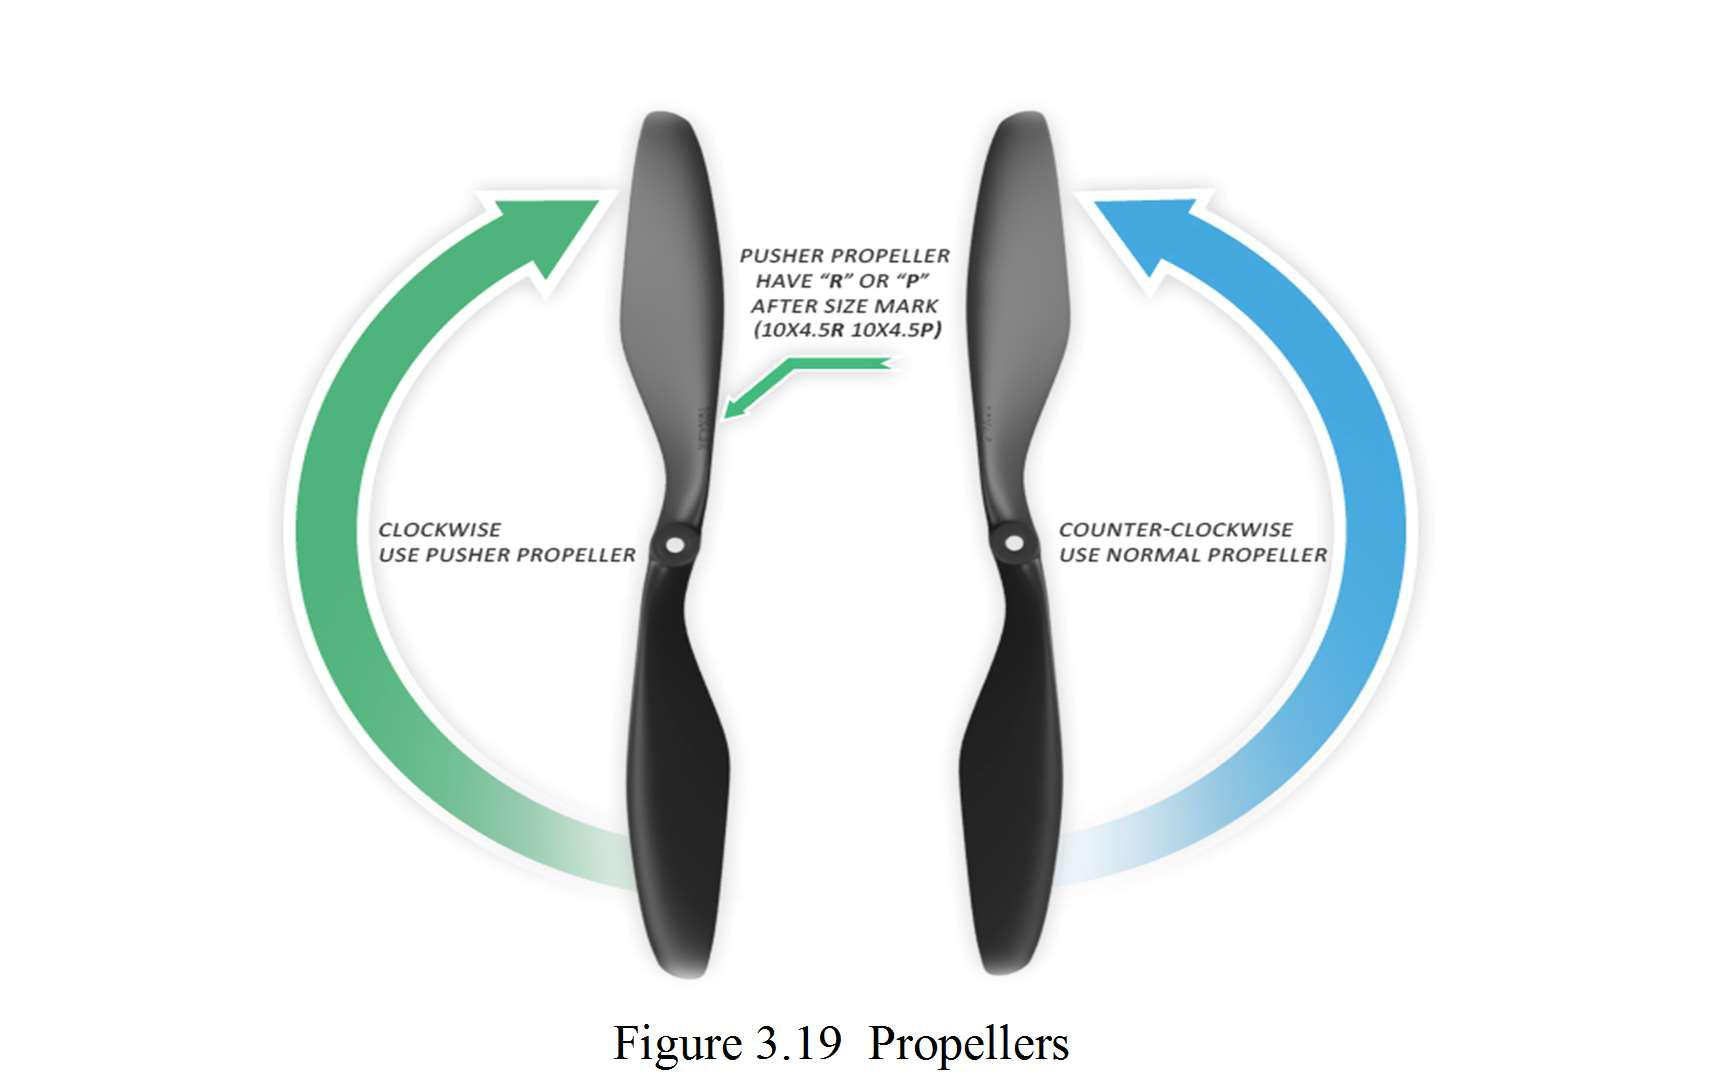 PUSHER PROPELLER
HAVE “R” OR “P”
AFTER SIZE MARK
(10X4.5R 10X4.5P)
CLOCKWISE
USE PUSHER PROPELLER
COUNTER-CLOCKWISE
USE NORMAL PROPELLER
Figure 3.19 Propellers